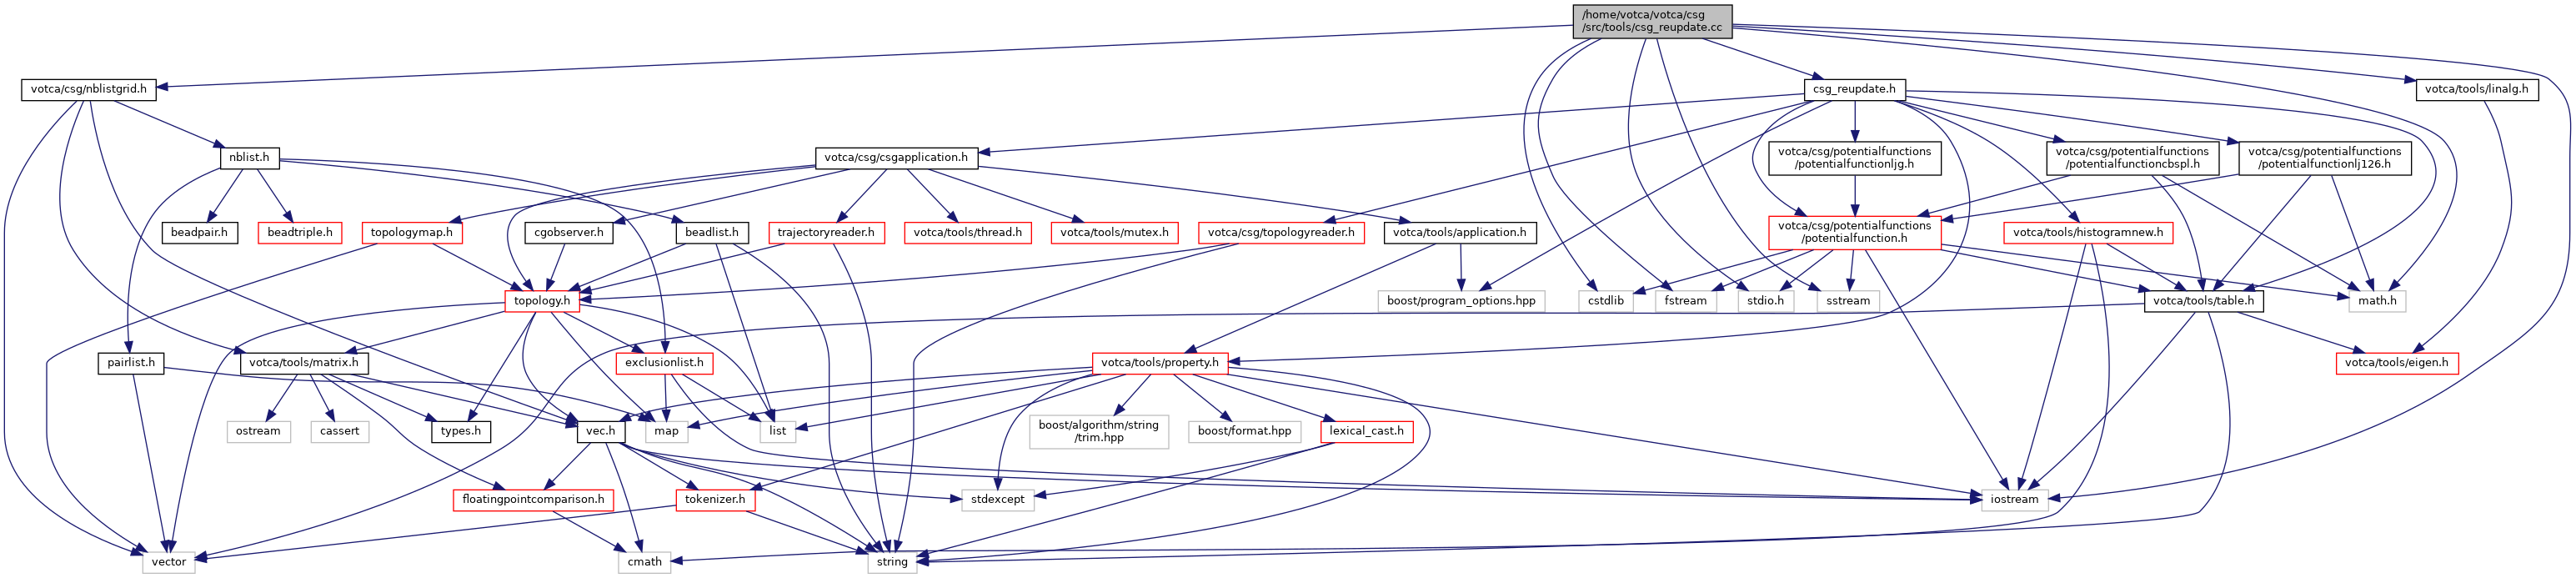 /home/votca/votca/csg
/src/tools/csg_reupdate.cc
votca/csg/nblistgrid.h
csg_reupdate.h
votca/tools/linalg.h
nblist.h
votca/csg/csgapplication.h
votca/csg/potentialfunctions
/potentialfunctionljg.h
votca/csg/potentialfunctions
/potentialfunctioncbspl.h
votca/csg/potentialfunctions
/potentialfunctionlj126.h
beadpair.h
beadtriple.h
topologymap.h
cgobserver.h
beadlist.h
trajectoryreader.h
votca/tools/thread.h
votca/tools/mutex.h
votca/csg/topologyreader.h
votca/tools/application.h
votca/csg/potentialfunctions
/potentialfunction.h
votca/tools/histogramnew.h
topology.h
boost/program_options.hpp
cstdlib
fstream
stdio.h
sstream
votca/tools/table.h
math.h
pairlist.h
votca/tools/matrix.h
exclusionlist.h
votca/tools/property.h
votca/tools/eigen.h
ostream
cassert
types.h
vec.h
map
list
boost/algorithm/string
/trim.hpp
boost/format.hpp
lexical_cast.h
floatingpointcomparison.h
tokenizer.h
stdexcept
iostream
vector
cmath
string